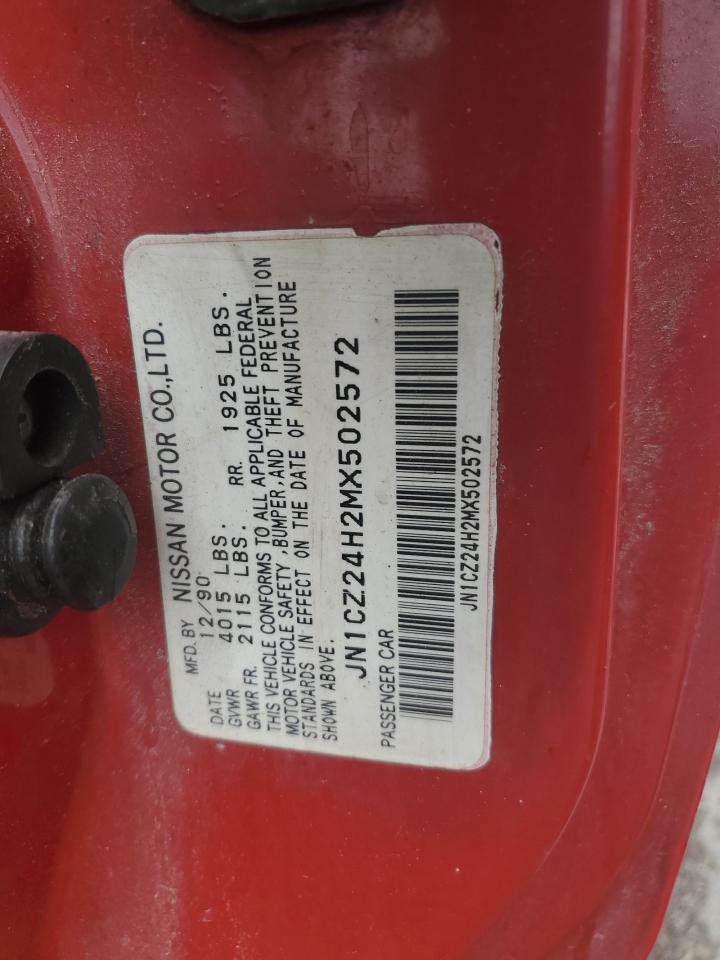 MFD. BY NISSAN MOTOR CO.,LTD.
DATE 12/90
GVWR 4015 LBS.
GAWR FR. 2115 LBS. RR. 1925 LBS.
THIS VEHICLE CONFORMS TO ALL APPLICABLE FEDERAL
MOTOR VEHICLE SAFETY ,BUMPER,AND THEFT PREVENTION
STANDARDS IN EFFECT ON THE DATE OF MANUFACTURE
SHOWN ABOVE.
JN1CZ24H2MX502572
PASSENGER CAR
JN1CZ24H2MX502572